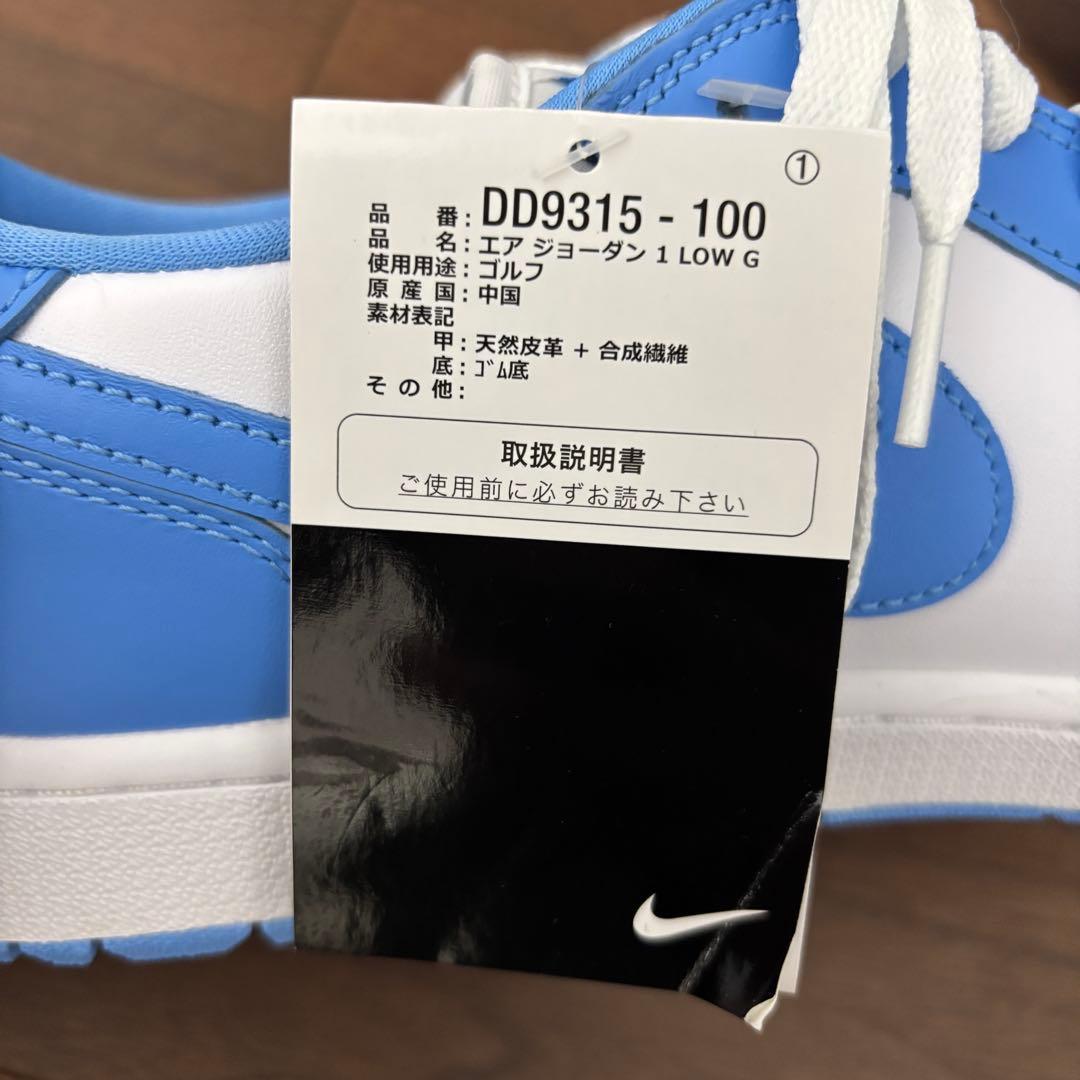 ①
品 番 : DD9315 - 100
品 名 : エア ジョーダン 1 LOW G
使用用途 : ゴルフ
原 産 国 : 中国
素材表記
甲 : 天然皮革 + 合成繊維
底 : ｺﾞﾑ底
そ の 他 :
取扱説明書
ご使用前に必ずお読み下さい